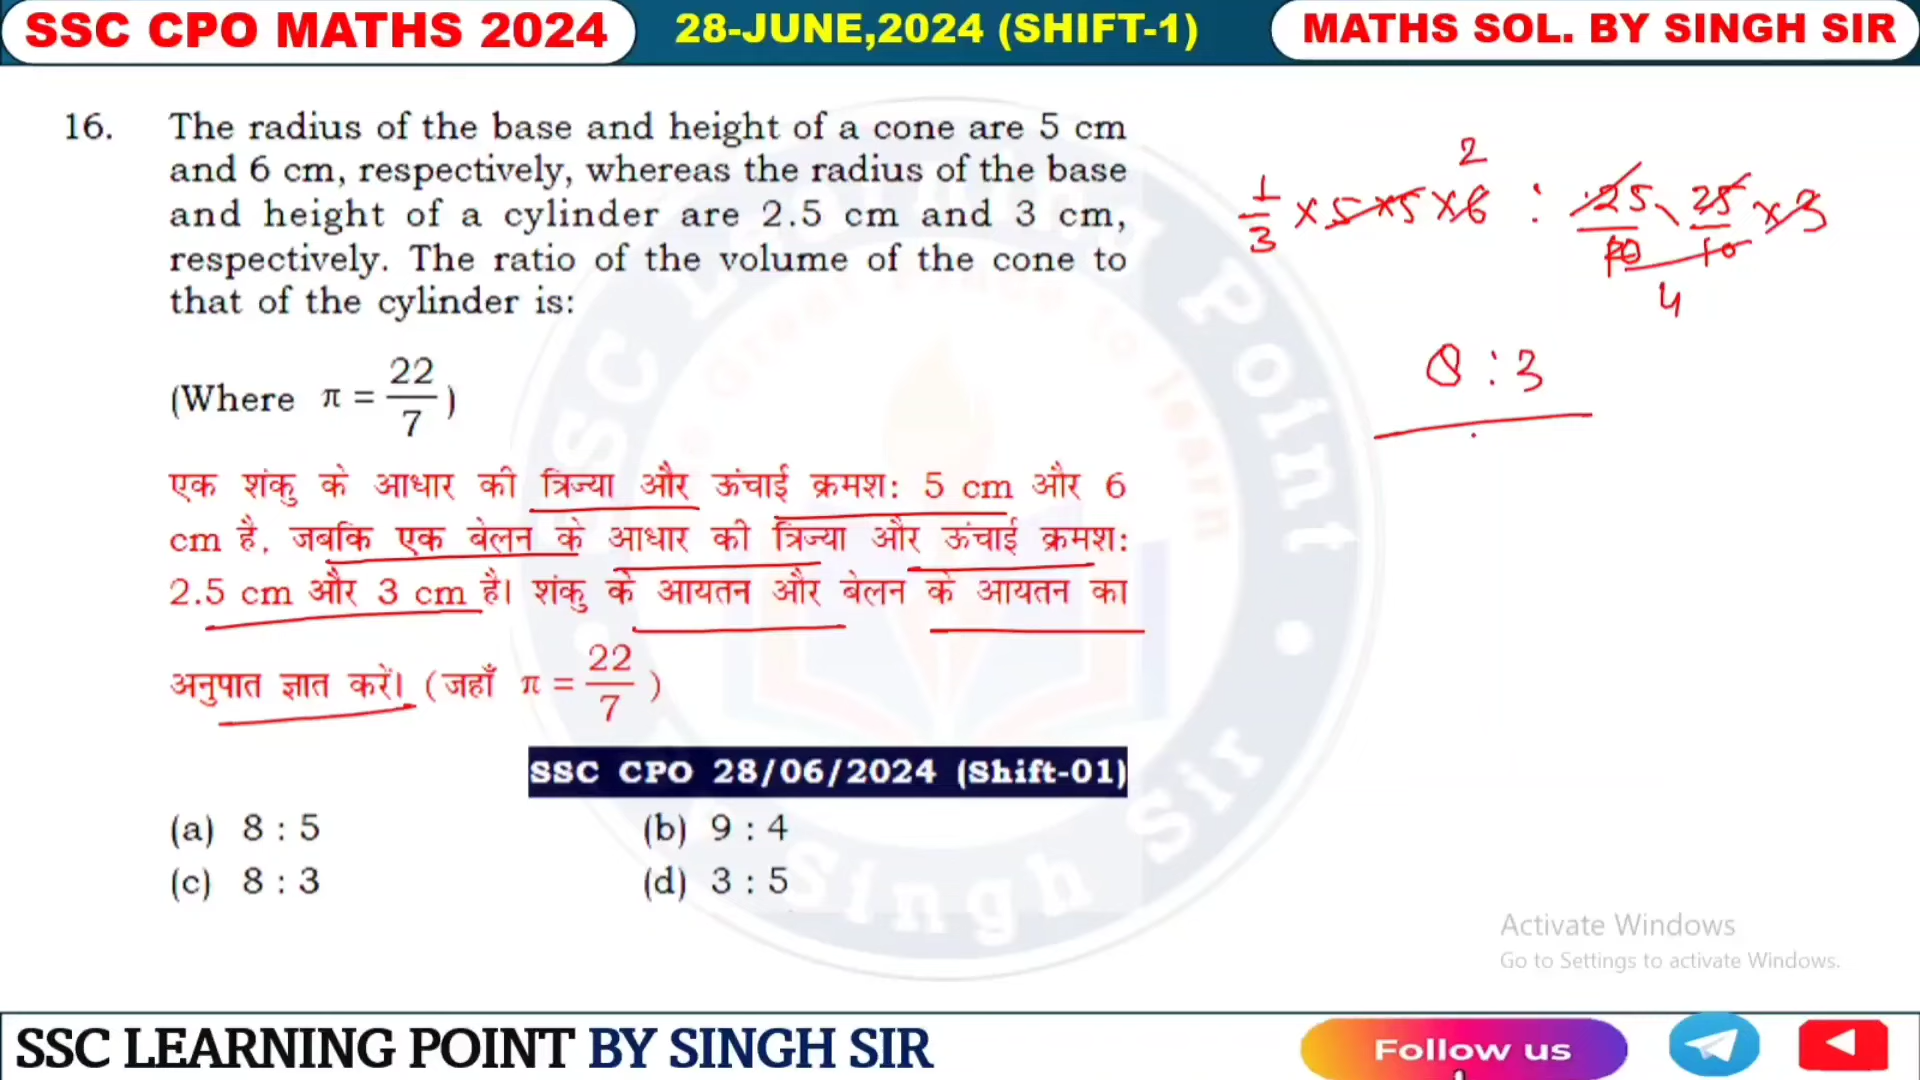 SSC CPO MATHS 2024
28-JUNE,2024 (SHIFT-1)
MATHS SOL. BY SINGH SIR
16. The radius of the base and height of a cone are 5 cm
and 6 cm, respectively, whereas the radius of the base
and height of a cylinder are 2.5 cm and 3 cm,
respectively. The ratio of the volume of the cone to
that of the cylinder is:
(Where π = 22/7)
एक शंकु के आधार की त्रिज्या और ऊंचाई क्रमश: 5 cm और 6
cm है, जबकि एक बेलन के आधार की त्रिज्या और ऊंचाई क्रमश:
2.5 cm और 3 cm है। शंकु के आयतन और बेलन के आयतन का
अनुपात ज्ञात करें। (जहाँ π = 22/7)
SSC CPO 28/06/2024 (Shift-01)
(a) 8 : 5
(b) 9 : 4
(c) 8 : 3
(d) 3 : 5
2
1/3 × 5 × 5 × 6 : 25/10 × 25/10 × 3
4
8 : 3
SSC Learning Point
Singh Sir
Activate Windows
Go to Settings to activate Windows.
SSC LEARNING POINT BY SINGH SIR
Follow us